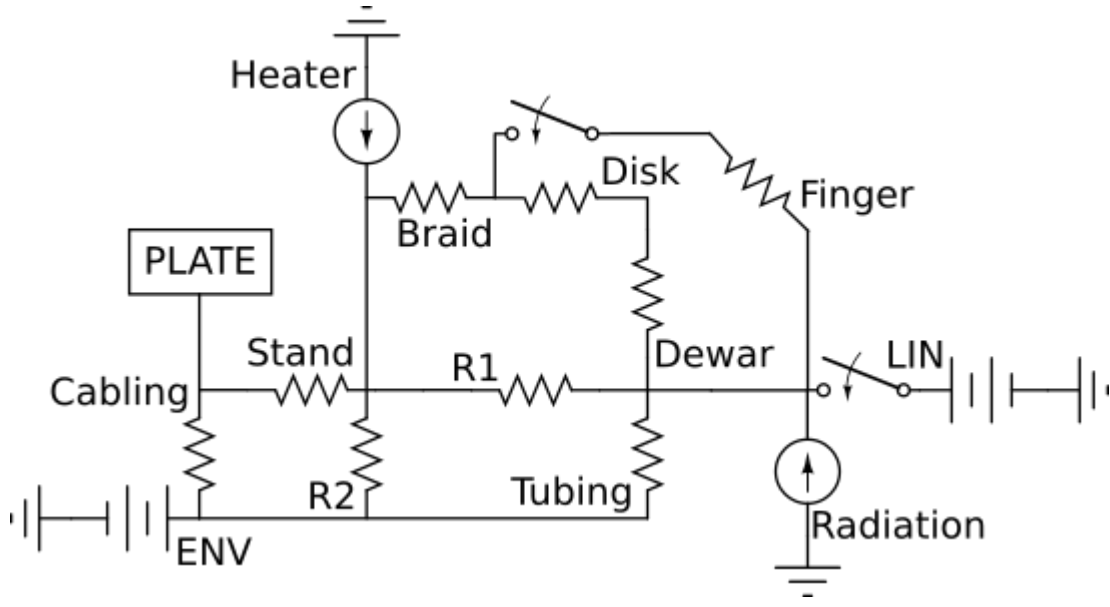 Heater
Disk
Finger
Braid
PLATE
Stand
R1
Dewar
LIN
Cabling
R2
Tubing
Radiation
ENV